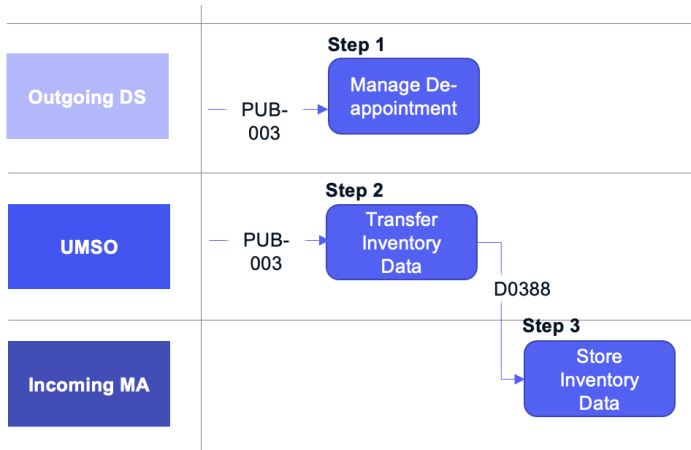 Step 1
Outgoing DS
PUB-
003
Manage De-
appointment
Step 2
UMSO
PUB-
003
Transfer
Inventory
Data
D0388
Step 3
Incoming MA
Store
Inventory
Data